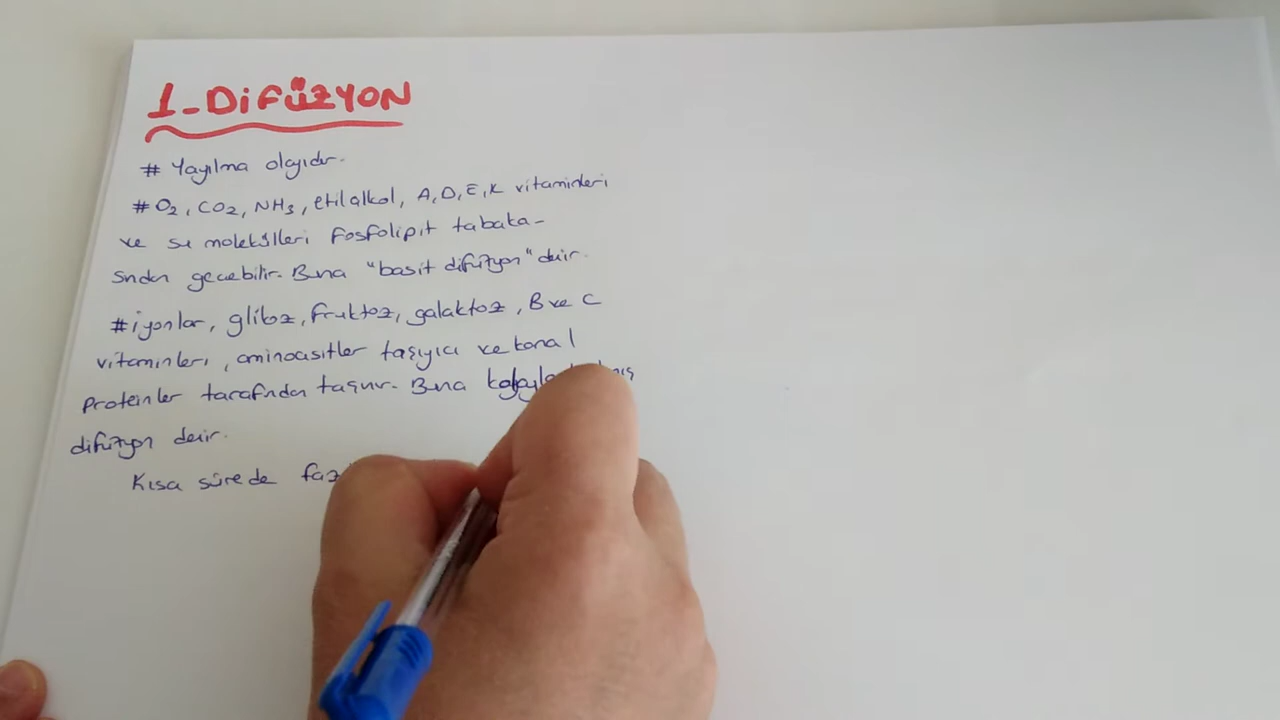 1-DiFÜZYON
# Yayılma olayıdır.
# O2, CO2, NH3, etil alkol, A, D, E, K vitaminleri
ve su molekülleri fosfolipit tabaka-
sından geçebilir. Buna "basit difüzyon" denir.
# iyonlar, glikoz, fruktoz, galaktoz, B ve C
vitaminleri, aminoasitler taşıyıcı ve kanal
Proteinler tarafından taşınır. Buna
difüzyon denir.
Kısa sürede